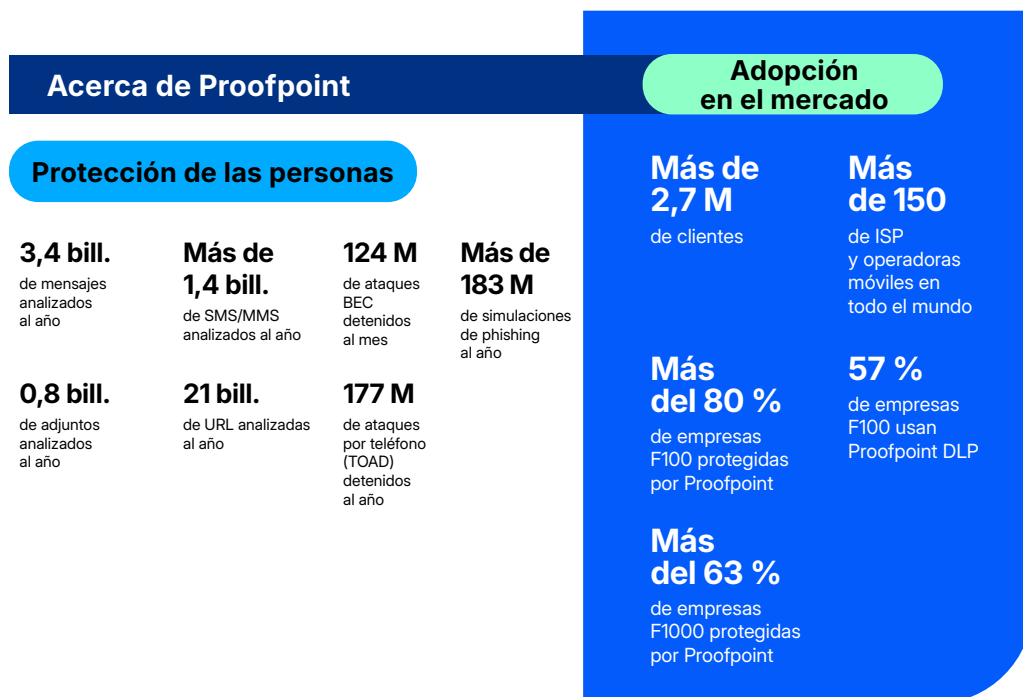 Acerca de Proofpoint
Protección de las personas
3,4 bill.
de mensajes
analizados
al año
Más de
1,4 bill.
de SMS/MMS
analizados al año
124 M
de ataques
BEC
detenidos
al mes
Más de
183 M
de simulaciones
de phishing
al año
0,8 bill.
de adjuntos
analizados
al año
21 bill.
de URL analizadas
al año
177 M
de ataques
por teléfono
(TOAD)
detenidos
al año
Adopción
en el mercado
Más de
2,7 M
de clientes
Más
de 150
de ISP
y operadoras
móviles en
todo el mundo
Más
del 80 %
de empresas
F100 protegidas
por Proofpoint
57 %
de empresas
F100 usan
Proofpoint DLP
Más
del 63 %
de empresas
F1000 protegidas
por Proofpoint